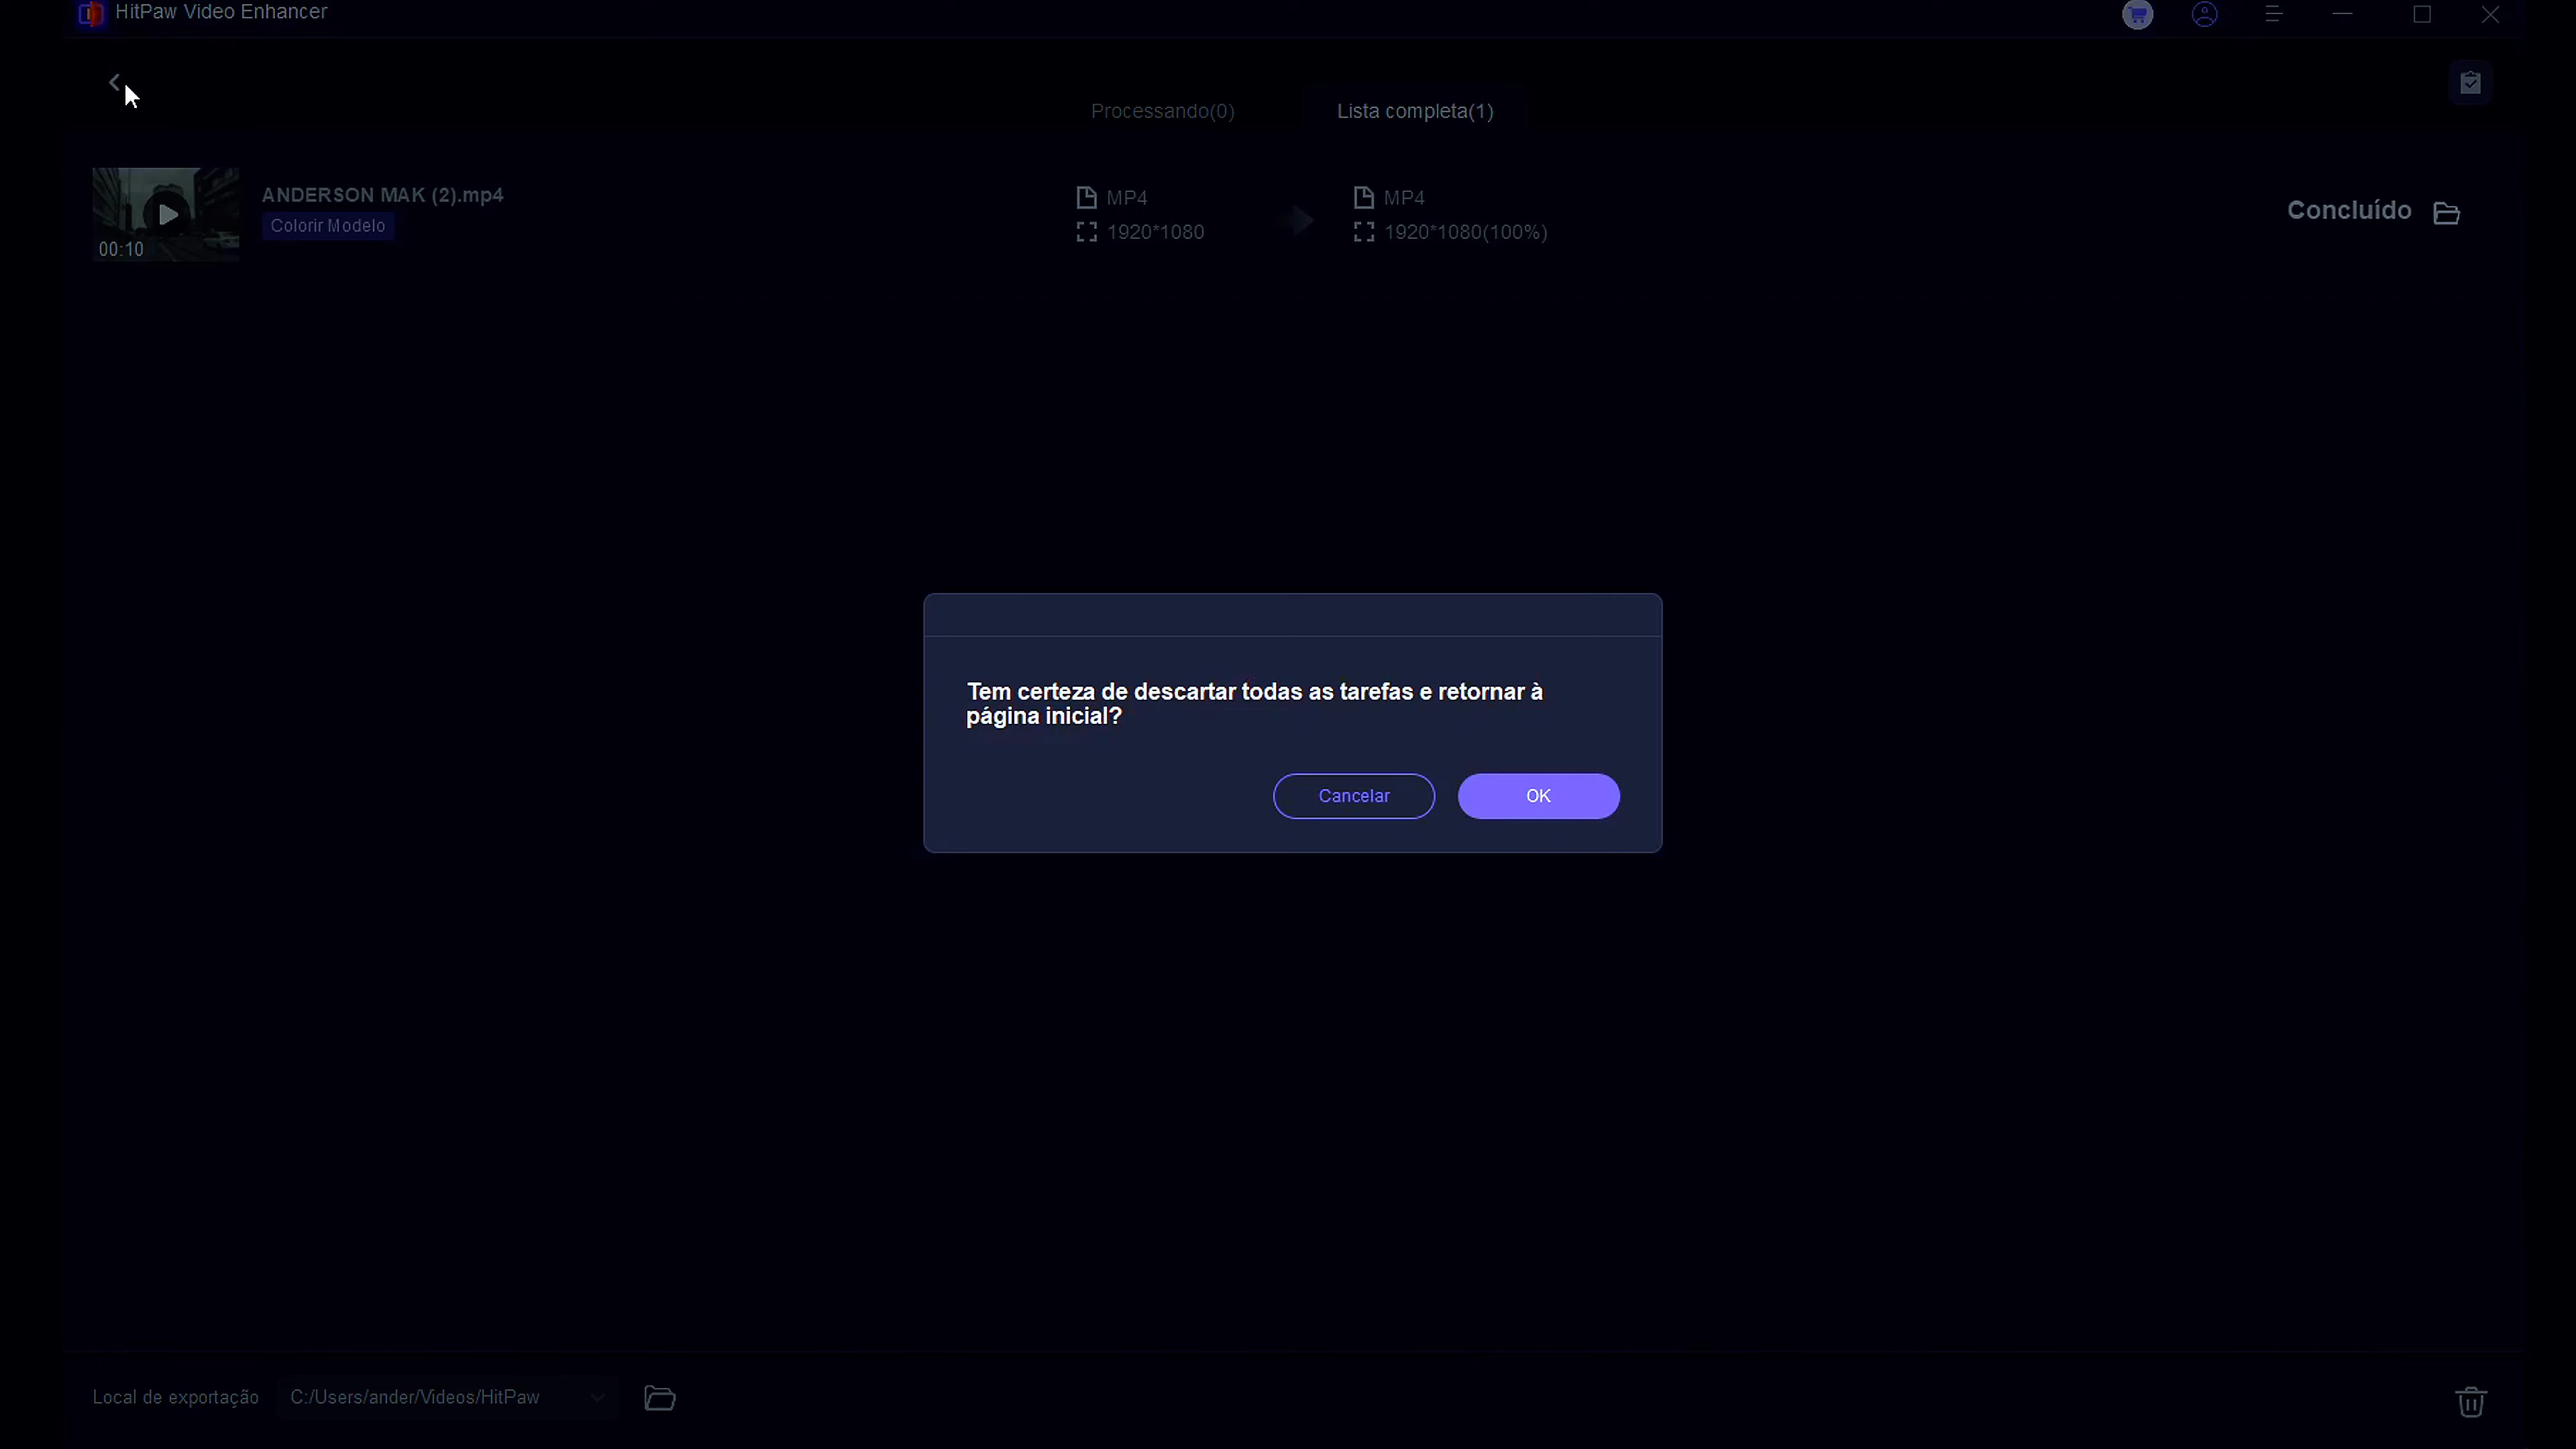 HitPaw Video Enhancer
Processando(0)
Lista completa(1)
ANDERSON MAK (2).mp4
Colorir Modelo
00:10
MP4
1920*1080
MP4
1920*1080(100%)
Concluído
Tem certeza de descartar todas as tarefas e retornar à
página inicial?
Cancelar
OK
Local de exportação
C:/Users/ander/Videos/HitPaw